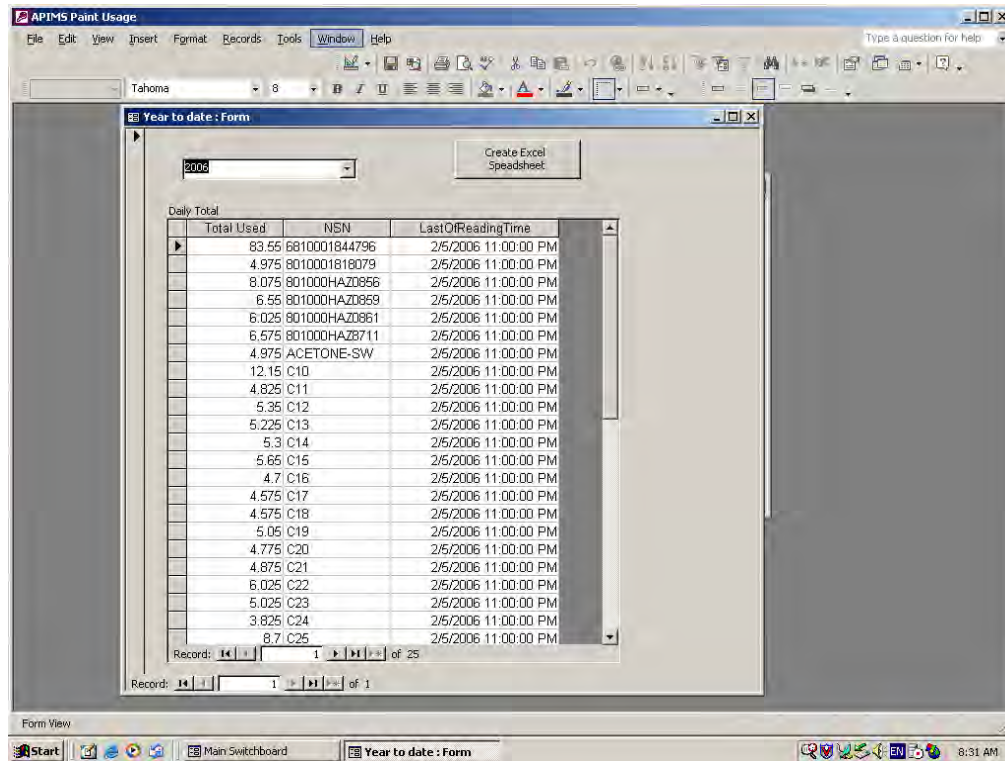 APIMS Paint Usage
File Edit View Insert Format Records Tools Window Help Type a question for help
Tahoma 8 B I U
Year to date : Form
2006
Create Excel
Speadsheet
Daily Total
Total Used NSN LastOfReadingTime
83.55 6810001844796 2/5/2006 11:00:00 PM
4.975 8010001818079 2/5/2006 11:00:00 PM
8.075 801000HAZ0856 2/5/2006 11:00:00 PM
6.55 801000HAZ0859 2/5/2006 11:00:00 PM
6.025 801000HAZ0861 2/5/2006 11:00:00 PM
6.575 801000HAZ8711 2/5/2006 11:00:00 PM
4.975 ACETONE-SW 2/5/2006 11:00:00 PM
12.15 C10 2/5/2006 11:00:00 PM
4.825 C11 2/5/2006 11:00:00 PM
5.35 C12 2/5/2006 11:00:00 PM
5.225 C13 2/5/2006 11:00:00 PM
5.3 C14 2/5/2006 11:00:00 PM
5.65 C15 2/5/2006 11:00:00 PM
4.7 C16 2/5/2006 11:00:00 PM
4.575 C17 2/5/2006 11:00:00 PM
4.575 C18 2/5/2006 11:00:00 PM
5.05 C19 2/5/2006 11:00:00 PM
4.775 C20 2/5/2006 11:00:00 PM
4.875 C21 2/5/2006 11:00:00 PM
6.025 C22 2/5/2006 11:00:00 PM
5.025 C23 2/5/2006 11:00:00 PM
3.825 C24 2/5/2006 11:00:00 PM
8.7 C25 2/5/2006 11:00:00 PM
Record: 1 of 25
Record: 1 of 1
Form View
Start Main Switchboard Year to date : Form EN 8:31 AM